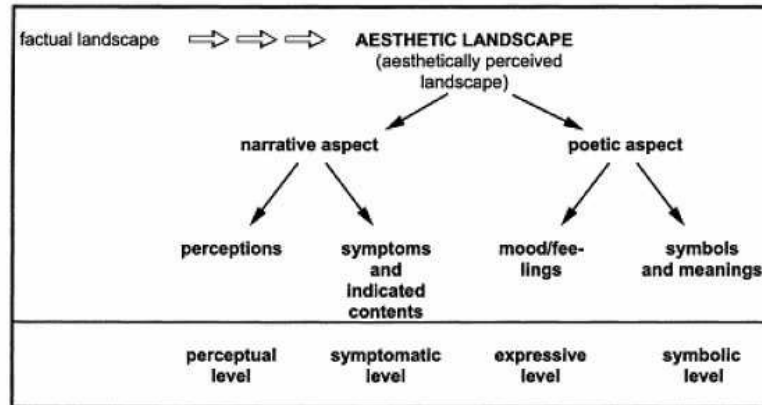 factual landscape
AESTHETIC LANDSCAPE
(aesthetically perceived
landscape)
narrative aspect
poetic aspect
perceptions
symptoms
and
indicated
contents
mood/fee-
lings
symbols
and meanings
perceptual
level
symptomatic
level
expressive
level
symbolic
level